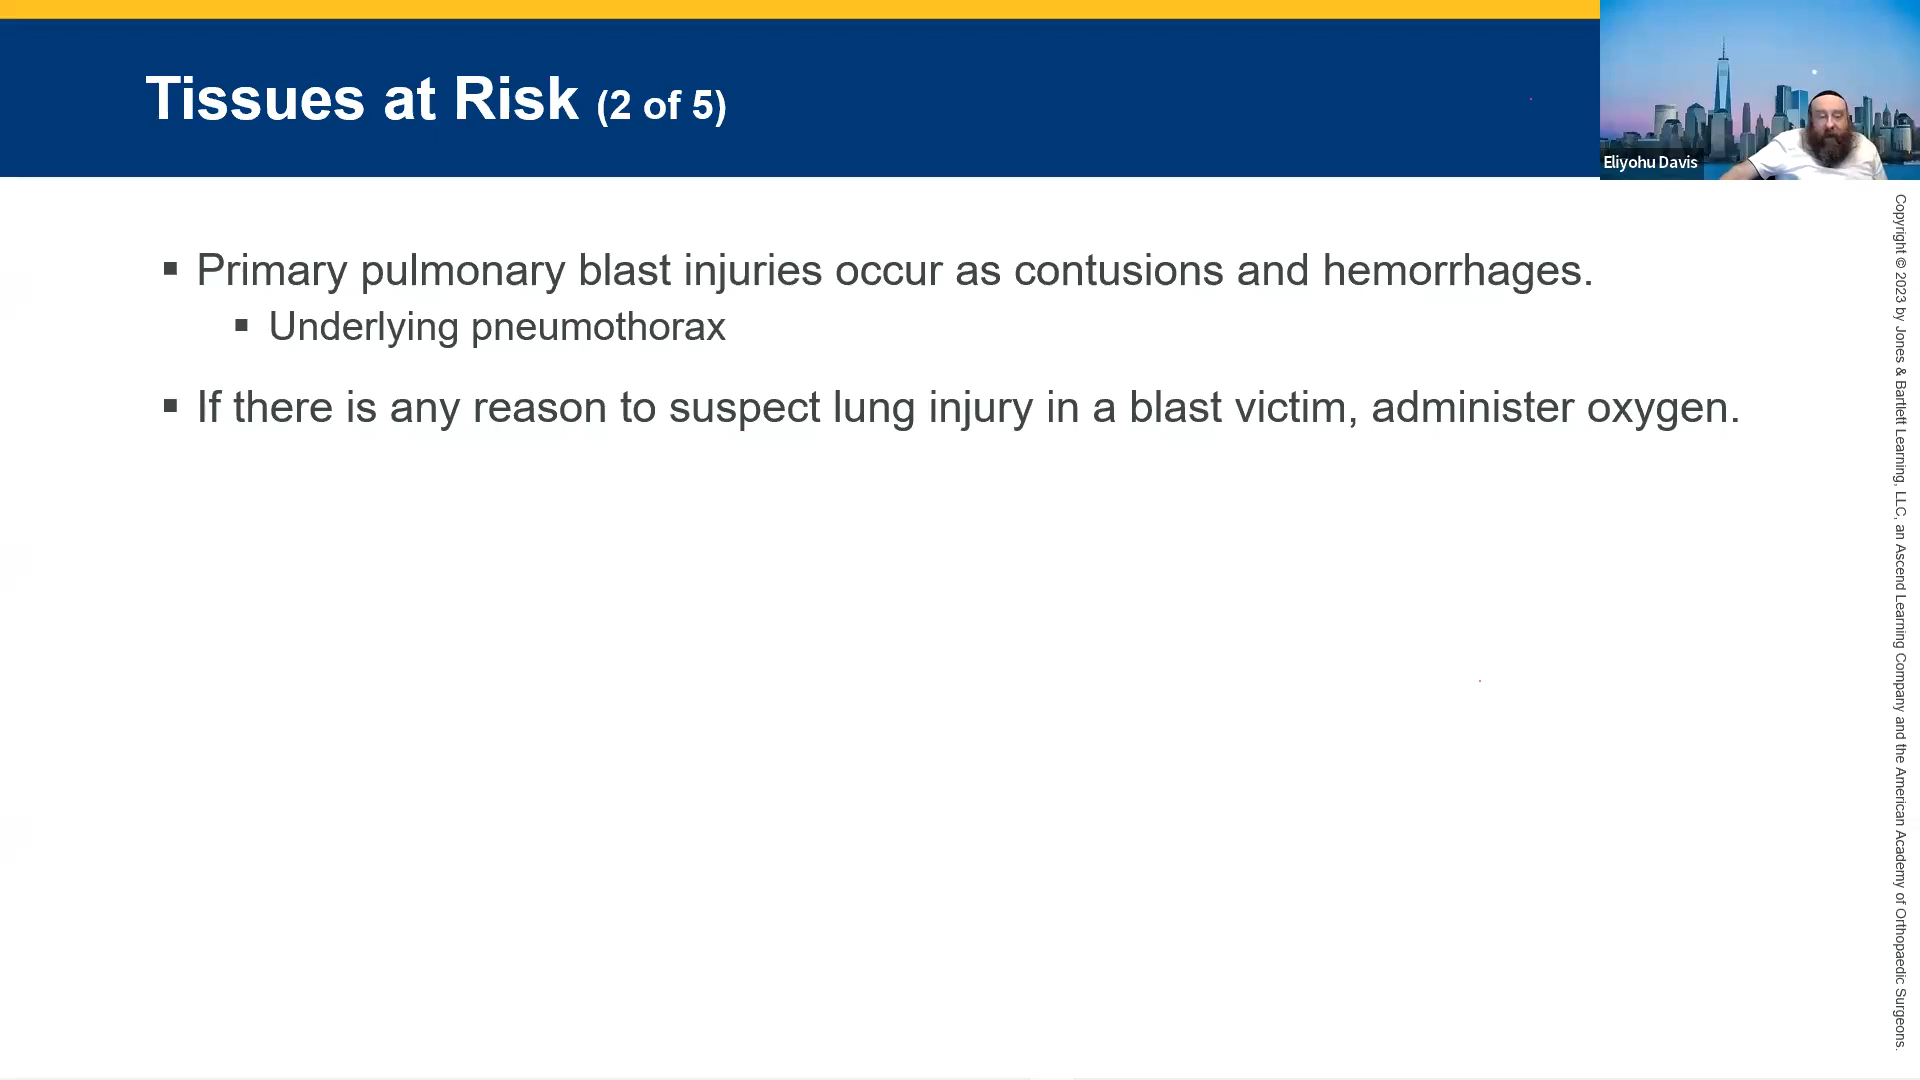 Tissues at Risk (2 of 5)
Eliyohu Davis
▪ Primary pulmonary blast injuries occur as contusions and hemorrhages.
▪ Underlying pneumothorax
▪ If there is any reason to suspect lung injury in a blast victim, administer oxygen.
Copyright © 2023 by Jones & Bartlett Learning, LLC, an Ascend Learning Company and the American Academy of Orthopaedic Surgeons.